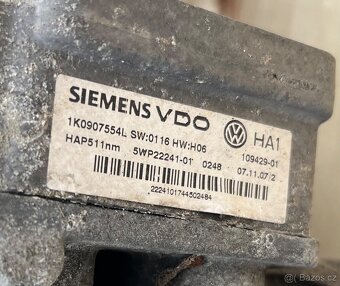 SIEMENS VDO
1K0907554L SW:0116 HW:H06
HA1
109429-01
HAP511nm 5WP22241-01 0248 07.11.07/2
2224101744502484
bazos.cz